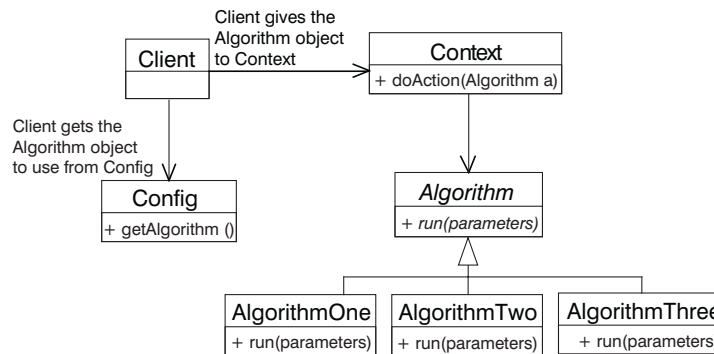 Client gives the
Algorithm object
to Context
Client
Context
+ doAction(Algorithm a)
Client gets the
Algorithm object
to use from Config
Config
+ getAlgorithm ()
Algorithm
+ run(parameters)
AlgorithmOne
+ run(parameters)
AlgorithmTwo
+ run(parameters)
AlgorithmThree
+ run(parameters